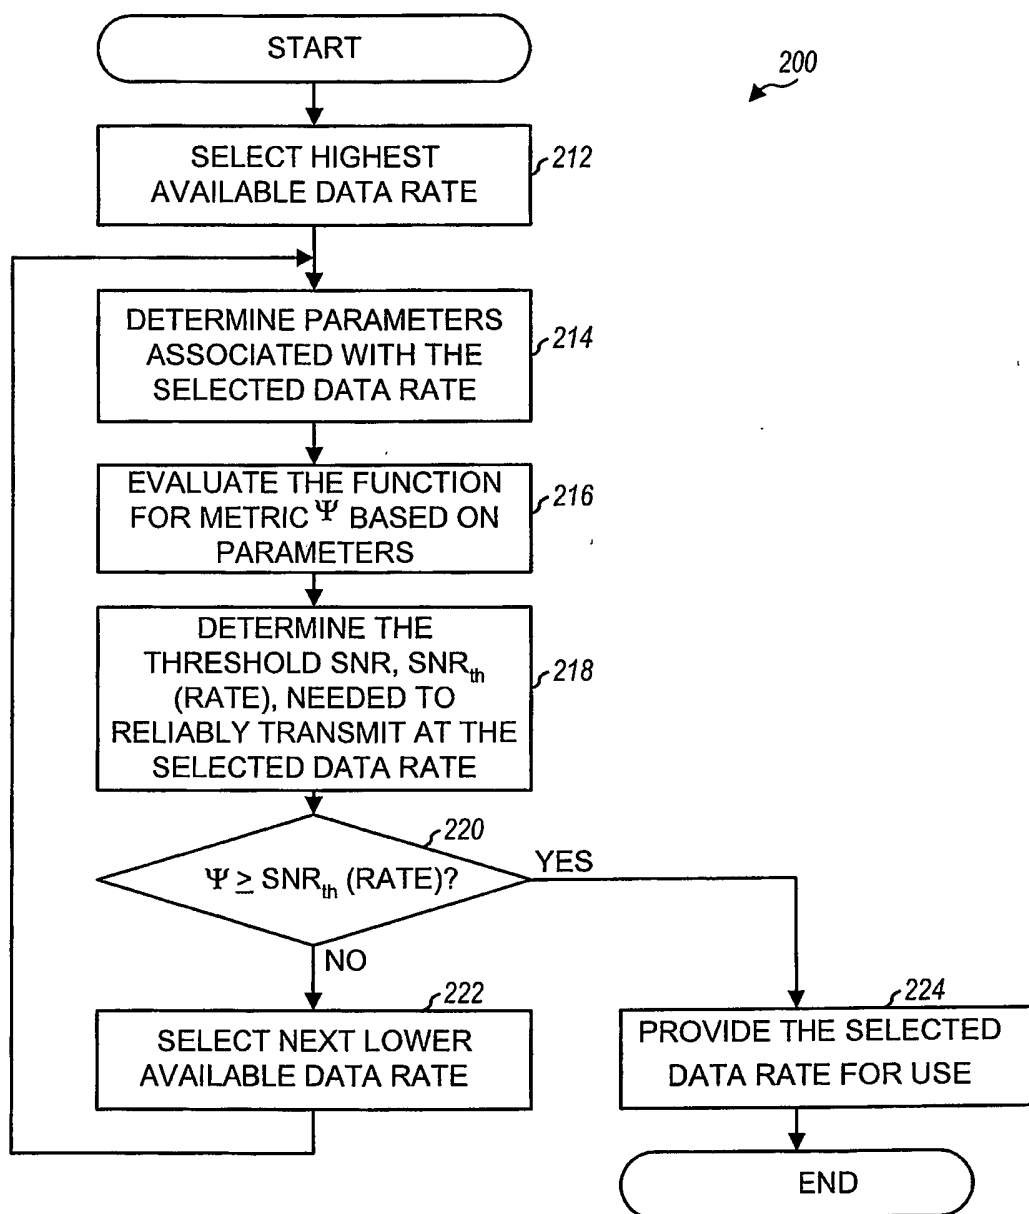 START
200
SELECT HIGHEST
AVAILABLE DATA RATE
212
DETERMINE PARAMETERS
ASSOCIATED WITH THE
SELECTED DATA RATE
214
EVALUATE THE FUNCTION
FOR METRIC Ψ BASED ON
PARAMETERS
216
DETERMINE THE
THRESHOLD SNR, SNRth
(RATE), NEEDED TO
RELIABLY TRANSMIT AT THE
SELECTED DATA RATE
218
Ψ ≥ SNRth (RATE)?
220
YES
NO
SELECT NEXT LOWER
AVAILABLE DATA RATE
222
PROVIDE THE SELECTED
DATA RATE FOR USE
224
END